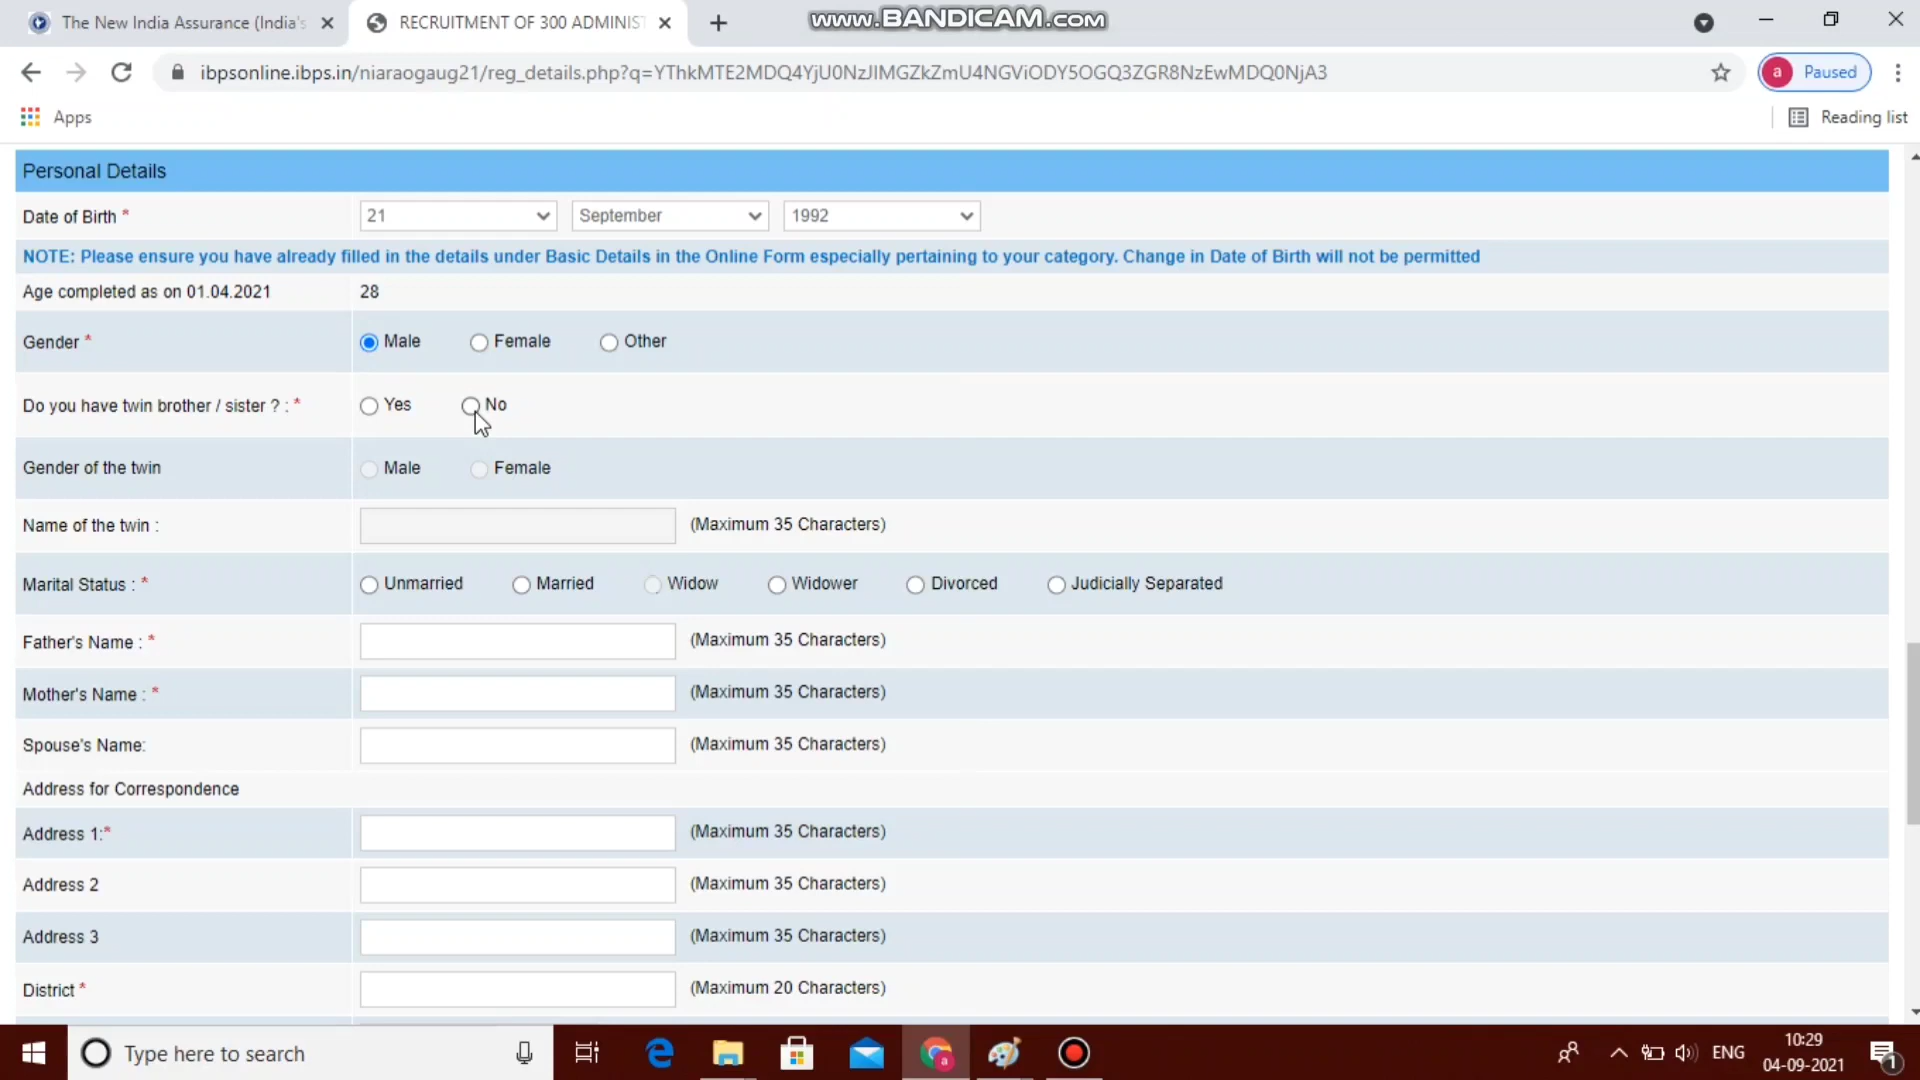 The New India Assurance (India's
RECRUITMENT OF 300 ADMINIST
www.BANDICAM.com
ibpsonline.ibps.in/niaraogaug21/reg_details.php?q=YThkMTE2MDQ4YjU0NzJIMGZkZmU4NGViODY5OGQ3ZGR8NzEwMDQ0NjA3
a Paused
Apps
Reading list
Personal Details
Date of Birth * 21 September 1992
NOTE: Please ensure you have already filled in the details under Basic Details in the Online Form especially pertaining to your category. Change in Date of Birth will not be permitted
Age completed as on 01.04.2021 28
Gender * Male Female Other
Do you have twin brother / sister ? : * Yes No
Gender of the twin Male Female
Name of the twin : (Maximum 35 Characters)
Marital Status : * Unmarried Married Widow Widower Divorced Judicially Separated
Father's Name : * (Maximum 35 Characters)
Mother's Name : * (Maximum 35 Characters)
Spouse's Name: (Maximum 35 Characters)
Address for Correspondence
Address 1:* (Maximum 35 Characters)
Address 2 (Maximum 35 Characters)
Address 3 (Maximum 35 Characters)
District * (Maximum 20 Characters)
Type here to search
a
ENG
10:29
04-09-2021
1